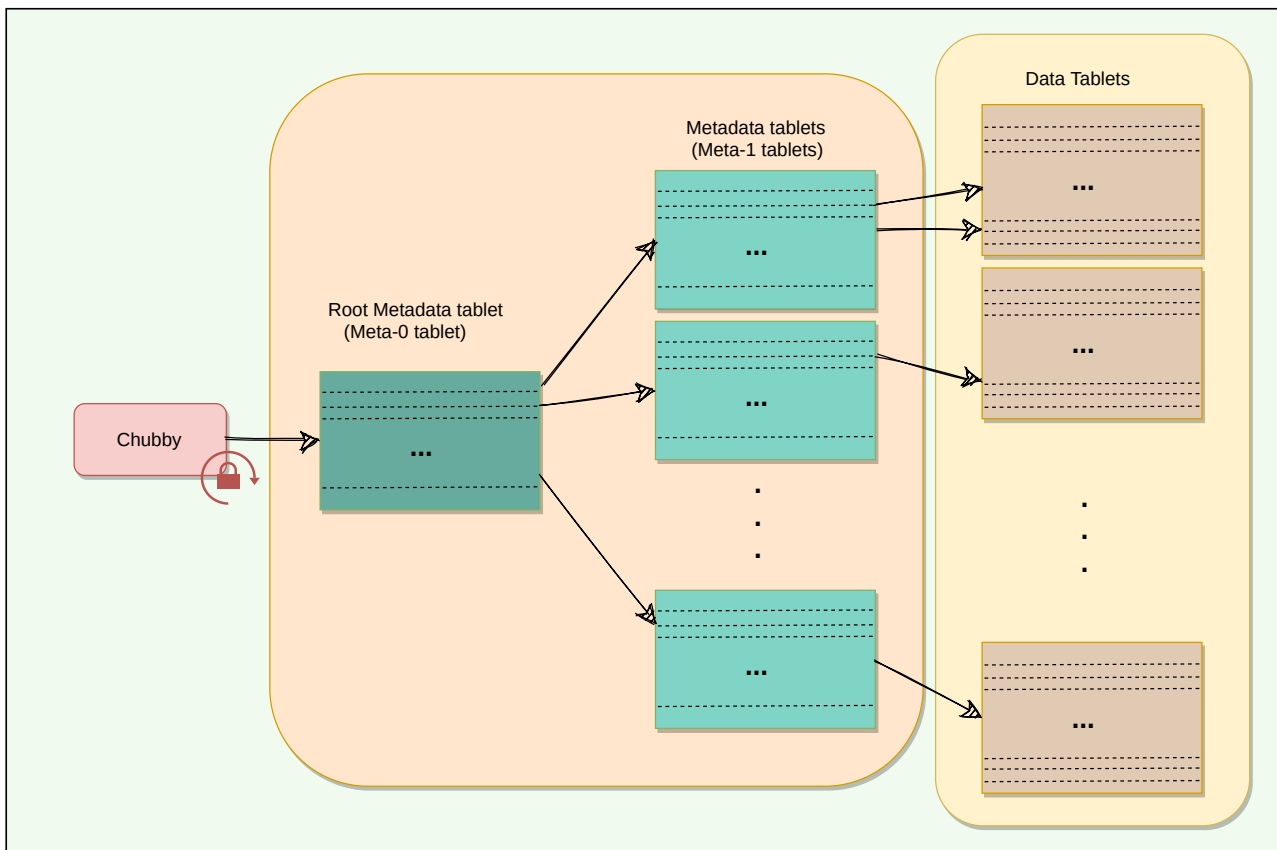 Data Tablets
Metadata tablets
(Meta-1 tablets)
...
...
...
Root Metadata tablet
(Meta-0 tablet)
...
...
Chubby
...
.
.
.
.
.
.
...
...